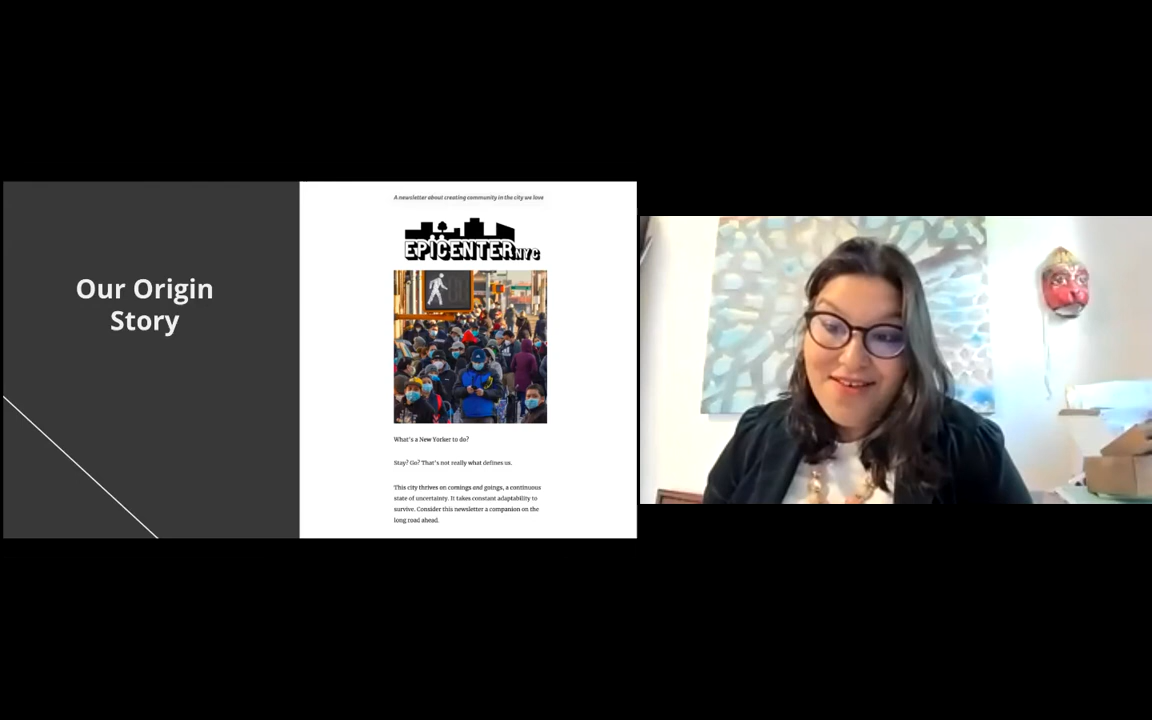 Our Origin
Story
A newsletter about creating community in the city we love
EPICENTER NYC
What's a New Yorker to do?
Stay? Go? That's not really what defines us.
This city thrives on comings and goings, a continuous
state of uncertainty. It takes constant adaptability to
survive. Consider this newsletter a companion on the
long road ahead.